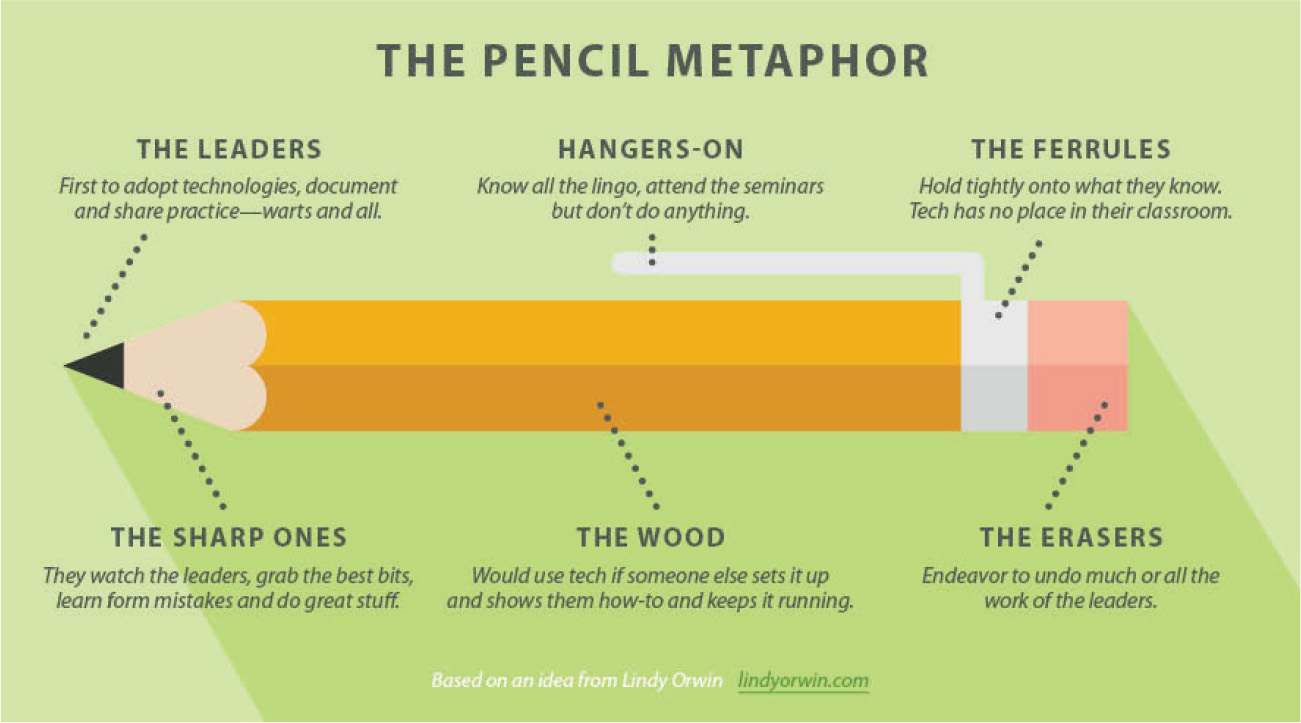 THE PENCIL METAPHOR
THE LEADERS
First to adopt technologies, document
and share practice—warts and all.
HANGERS-ON
Know all the lingo, attend the seminars
but don't do anything.
THE FERRULES
Hold tightly onto what they know.
Tech has no place in their classroom.
THE SHARP ONES
They watch the leaders, grab the best bits,
learn form mistakes and do great stuff.
THE WOOD
Would use tech if someone else sets it up
and shows them how-to and keeps it running.
THE ERASERS
Endeavor to undo much or all the
work of the leaders.
Based on an idea from Lindy Orwin lindyorwin.com